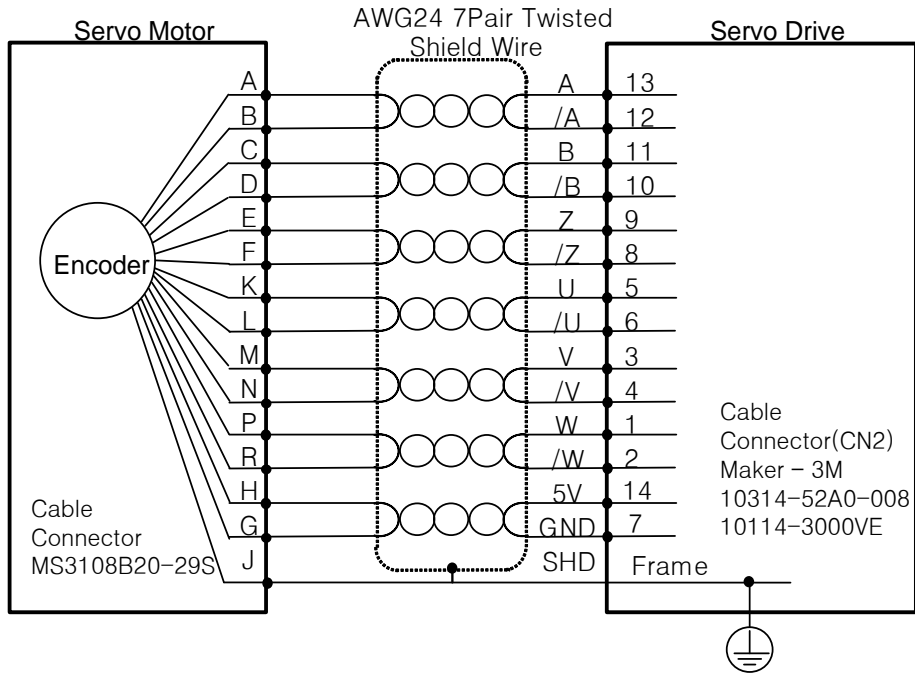 AWG24 7Pair Twisted
Shield Wire
Servo Motor
Servo Drive
A A 13
B /A 12
C B 11
D /B 10
E Z 9
F /Z 8
K U 5
L /U 6
M V 3
N /V 4
P W 1
R /W 2
H 5V 14
G GND 7
J SHD Frame
Encoder
Cable
Connector
MS3108B20-29S
Cable
Connector(CN2)
Maker - 3M
10314-52A0-008
10114-3000VE